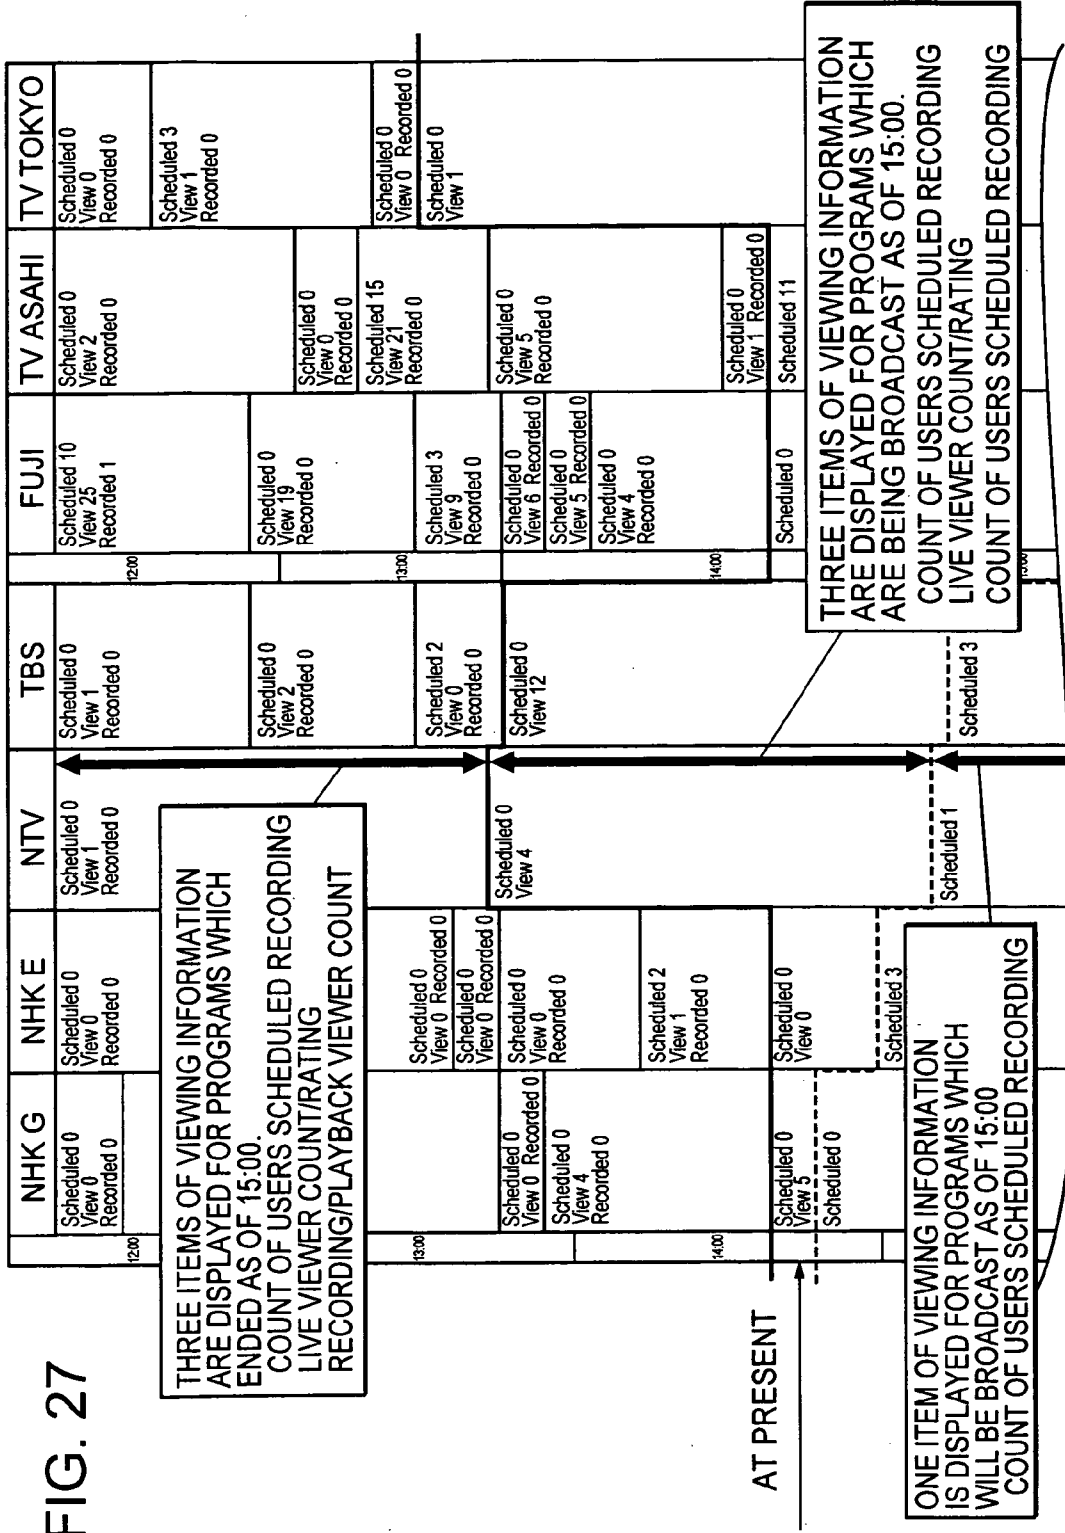 FIG. 27
NHK G
NHK E
NTV
TBS
FUJI
TV ASAHI
TV TOKYO
12:00
13:00
14:00
Scheduled 0
View 0
Recorded 0
Scheduled 0
View 0 Recorded 0
Scheduled 0
View 4
Recorded 0
Scheduled 0
View 5
Scheduled 0
Scheduled 0
View 0
Recorded 0
Scheduled 0
View 0 Recorded 0
Scheduled 0
View 0 Recorded 0
Scheduled 0
View 0
Recorded 0
Scheduled 2
View 1
Recorded 0
Scheduled 0
View 0
Scheduled 3
Scheduled 0
View 1
Recorded 0
Scheduled 0
View 4
Scheduled 1
Scheduled 0
View 1
Recorded 0
Scheduled 0
View 2
Recorded 0
Scheduled 2
View 0
Recorded 0
Scheduled 0
View 12
Scheduled 3
12:00
13:00
14:00
Scheduled 10
View 25
Recorded 1
Scheduled 0
View 19
Recorded 0
Scheduled 3
View 9
Recorded 0
Scheduled 0
View 6 Recorded 0
Scheduled 0
View 5 Recorded 0
Scheduled 0
View 4
Recorded 0
Scheduled 0
Scheduled 0
View 2
Recorded 0
Scheduled 0
View 0
Recorded 0
Scheduled 15
View 21
Recorded 0
Scheduled 0
View 5
Recorded 0
Scheduled 0
View 1 Recorded 0
Scheduled 11
Scheduled 0
View 0
Recorded 0
Scheduled 3
View 1
Recorded 0
Scheduled 0
View 0 Recorded 0
Scheduled 0
View 1
THREE ITEMS OF VIEWING INFORMATION
ARE DISPLAYED FOR PROGRAMS WHICH
ENDED AS OF 15:00.
COUNT OF USERS SCHEDULED RECORDING
LIVE VIEWER COUNT/RATING
RECORDING/PLAYBACK VIEWER COUNT
AT PRESENT
THREE ITEMS OF VIEWING INFORMATION
ARE DISPLAYED FOR PROGRAMS WHICH
ARE BEING BROADCAST AS OF 15:00.
COUNT OF USERS SCHEDULED RECORDING
LIVE VIEWER COUNT/RATING
COUNT OF USERS SCHEDULED RECORDING
ONE ITEM OF VIEWING INFORMATION
IS DISPLAYED FOR PROGRAMS WHICH
WILL BE BROADCAST AS OF 15:00
COUNT OF USERS SCHEDULED RECORDING